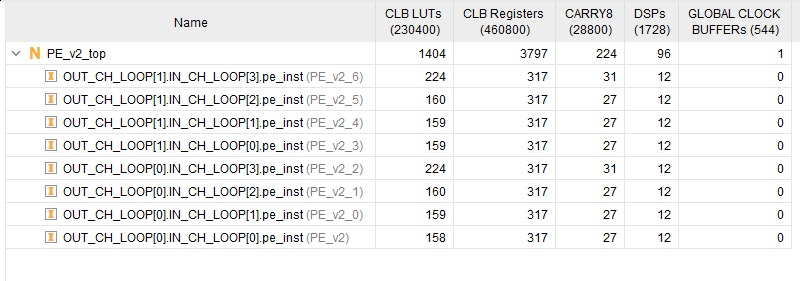 Name CLB LUTs (230400) CLB Registers (460800) CARRY8 (28800) DSPs (1728) GLOBAL CLOCK BUFFERs (544)
N PE_v2_top 1404 3797 224 96 1
I OUT_CH_LOOP[1].IN_CH_LOOP[3].pe_inst (PE_v2_6) 224 317 31 12 0
I OUT_CH_LOOP[1].IN_CH_LOOP[2].pe_inst (PE_v2_5) 160 317 27 12 0
I OUT_CH_LOOP[1].IN_CH_LOOP[1].pe_inst (PE_v2_4) 159 317 27 12 0
I OUT_CH_LOOP[1].IN_CH_LOOP[0].pe_inst (PE_v2_3) 159 317 27 12 0
I OUT_CH_LOOP[0].IN_CH_LOOP[3].pe_inst (PE_v2_2) 224 317 31 12 0
I OUT_CH_LOOP[0].IN_CH_LOOP[2].pe_inst (PE_v2_1) 160 317 27 12 0
I OUT_CH_LOOP[0].IN_CH_LOOP[1].pe_inst (PE_v2_0) 159 317 27 12 0
I OUT_CH_LOOP[0].IN_CH_LOOP[0].pe_inst (PE_v2) 158 317 27 12 0